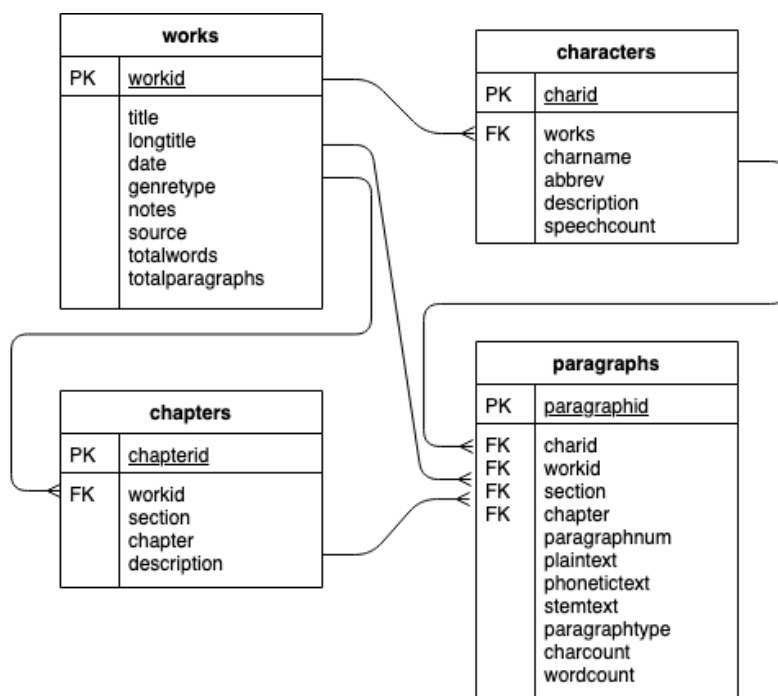 works
PK workid
title
longtitle
date
genretype
notes
source
totalwords
totalparagraphs
characters
PK charid
FK works
charname
abbrev
description
speechcount
chapters
PK chapterid
FK workid
section
chapter
description
paragraphs
PK paragraphid
FK charid
FK workid
FK section
FK chapter
paragraphnum
plaintext
phonetictext
stemtext
paragraphtype
charcount
wordcount